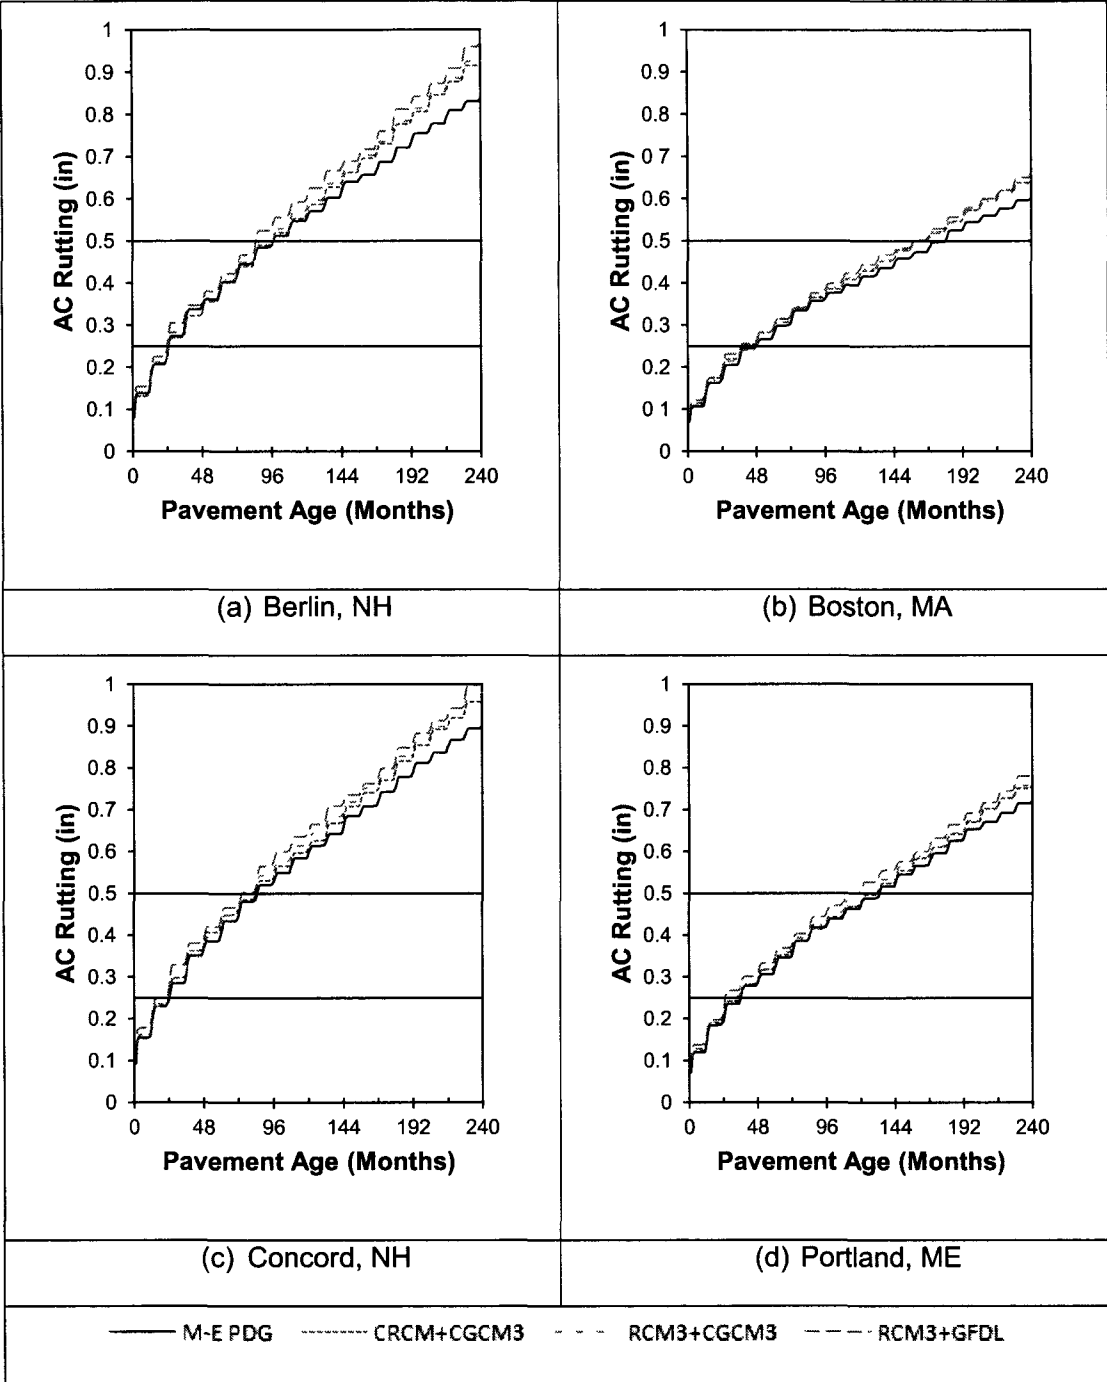 1
0.9
0.8
0.7
0.6
0.5
0.4
0.3
0.2
0.1
0
AC Rutting (in)
0 48 96 144 192 240
Pavement Age (Months)
(a) Berlin, NH
1
0.9
0.8
0.7
0.6
0.5
0.4
0.3
0.2
0.1
0
AC Rutting (in)
0 48 96 144 192 240
Pavement Age (Months)
(b) Boston, MA
1
0.9
0.8
0.7
0.6
0.5
0.4
0.3
0.2
0.1
0
AC Rutting (in)
0 48 96 144 192 240
Pavement Age (Months)
(c) Concord, NH
1
0.9
0.8
0.7
0.6
0.5
0.4
0.3
0.2
0.1
0
AC Rutting (in)
0 48 96 144 192 240
Pavement Age (Months)
(d) Portland, ME
M-E PDG CRCM+CGCM3 RCM3+CGCM3 RCM3+GFDL